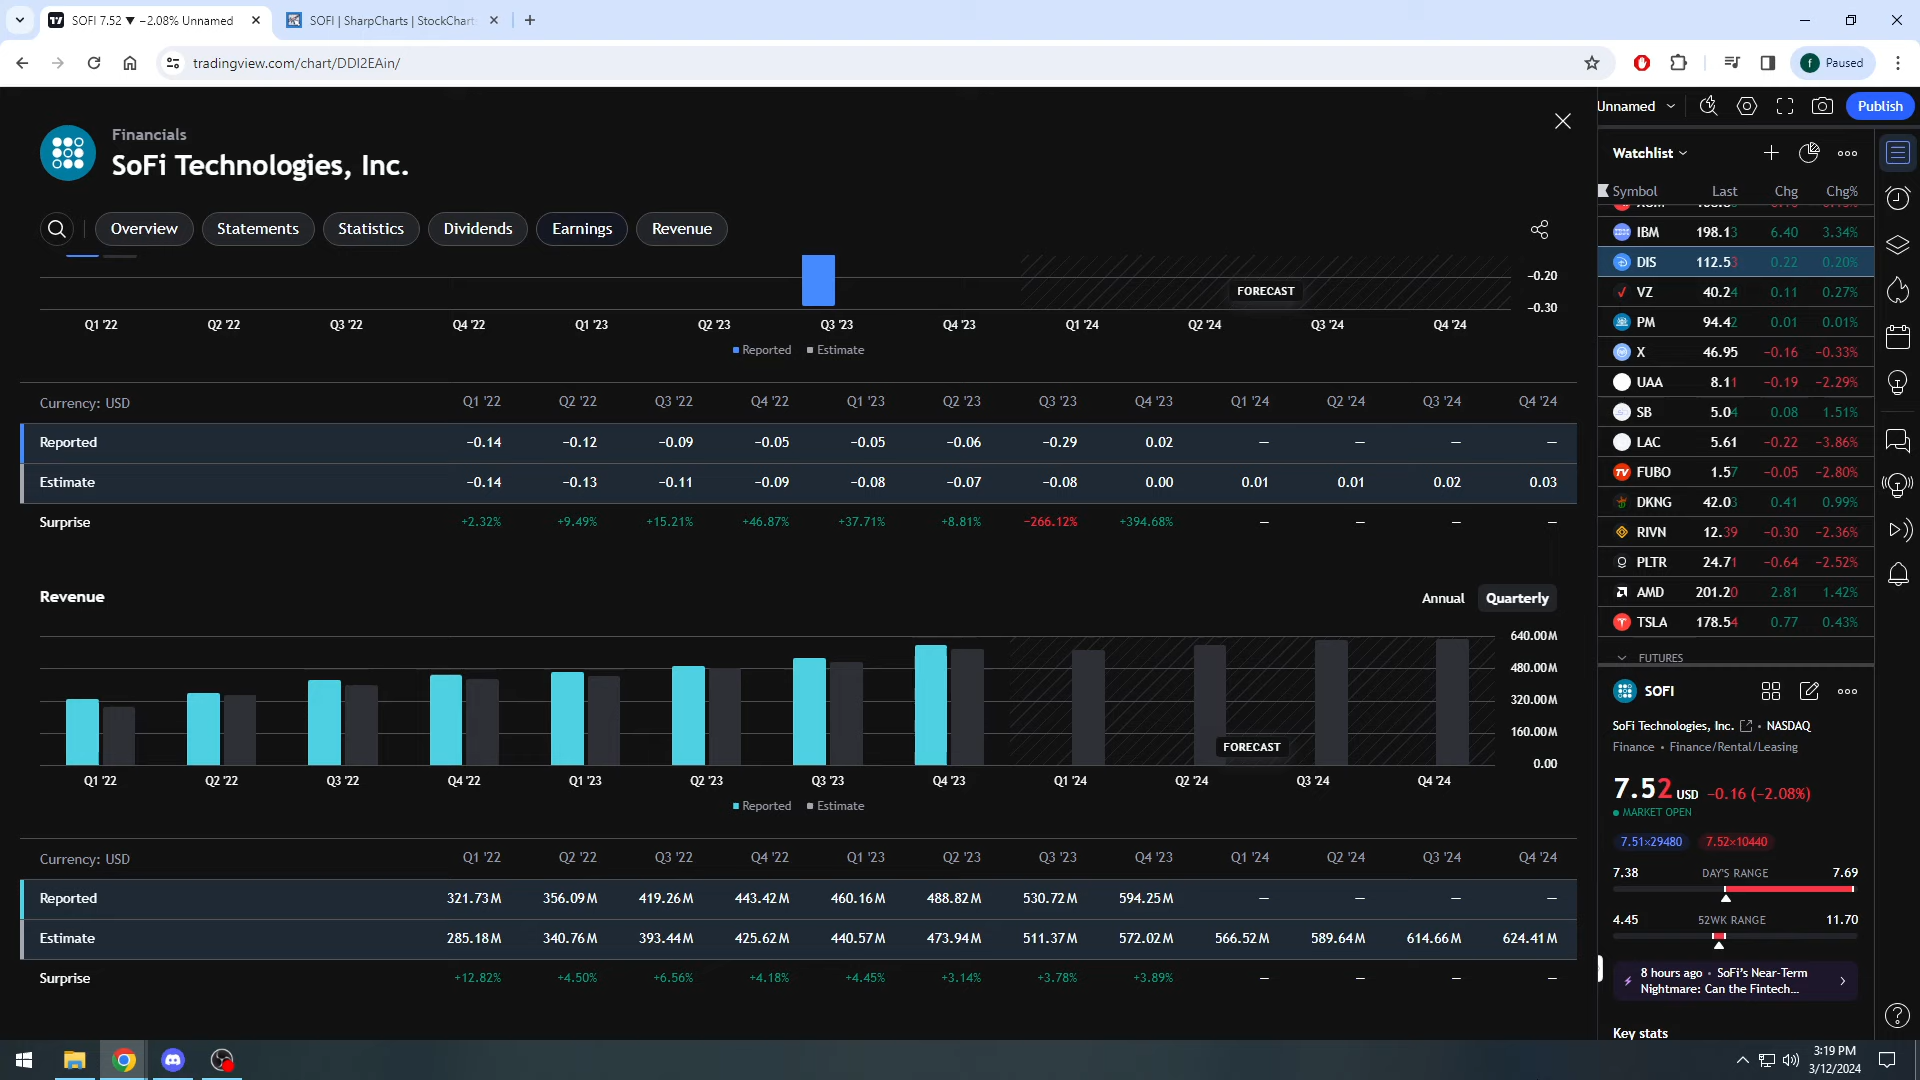 SOFI 7.52 ▼ −2.08% Unnamed
SOFI | SharpCharts | StockChart
tradingview.com/chart/DDI2EAin/
f Paused
Financials
SoFi Technologies, Inc.
Overview Statements Statistics Dividends Earnings Revenue
−0.20
FORECAST
−0.30
Q1 '22 Q2 '22 Q3 '22 Q4 '22 Q1 '23 Q2 '23 Q3 '23 Q4 '23 Q1 '24 Q2 '24 Q3 '24 Q4 '24
Reported Estimate
Currency: USD Q1 '22 Q2 '22 Q3 '22 Q4 '22 Q1 '23 Q2 '23 Q3 '23 Q4 '23 Q1 '24 Q2 '24 Q3 '24 Q4 '24
Reported −0.14 −0.12 −0.09 −0.05 −0.05 −0.06 −0.29 0.02 — — — —
Estimate −0.14 −0.13 −0.11 −0.09 −0.08 −0.07 −0.08 0.00 0.01 0.01 0.02 0.03
Surprise +2.32% +9.49% +15.21% +46.87% +37.71% +8.81% −266.12% +394.68% — — — —
Revenue
Annual Quarterly
640.00M
480.00M
320.00M
160.00M
FORECAST
0.00
Q1 '22 Q2 '22 Q3 '22 Q4 '22 Q1 '23 Q2 '23 Q3 '23 Q4 '23 Q1 '24 Q2 '24 Q3 '24 Q4 '24
Reported Estimate
Currency: USD Q1 '22 Q2 '22 Q3 '22 Q4 '22 Q1 '23 Q2 '23 Q3 '23 Q4 '23 Q1 '24 Q2 '24 Q3 '24 Q4 '24
Reported 321.73M 356.09M 419.26M 443.42M 460.16M 488.82M 530.72M 594.25M — — — —
Estimate 285.18M 340.76M 393.44M 425.62M 440.57M 473.94M 511.37M 572.02M 566.52M 589.64M 614.66M 624.41M
Surprise +12.82% +4.50% +6.56% +4.18% +4.45% +3.14% +3.78% +3.89% — — — —
Unnamed
Publish
Watchlist
Symbol Last Chg Chg%
IBM 198.13 6.40 3.34%
DIS 112.53 0.22 0.20%
VZ 40.24 0.11 0.27%
PM 94.42 0.01 0.01%
X 46.95 −0.16 −0.33%
UAA 8.11 −0.19 −2.29%
SB 5.04 0.08 1.51%
LAC 5.61 −0.22 −3.86%
FUBO 1.57 −0.05 −2.80%
DKNG 42.03 0.41 0.99%
RIVN 12.39 −0.30 −2.36%
PLTR 24.71 −0.64 −2.52%
AMD 201.20 2.81 1.42%
TSLA 178.54 0.77 0.43%
FUTURES
SOFI
SoFi Technologies, Inc. • NASDAQ
Finance • Finance/Rental/Leasing
7.52 USD −0.16 (−2.08%)
MARKET OPEN
7.51×29480 7.52×10440
7.38 DAY'S RANGE 7.69
4.45 52WK RANGE 11.70
8 hours ago • SoFi's Near-Term
Nightmare: Can the Fintech...
Key stats
3:19 PM
3/12/2024